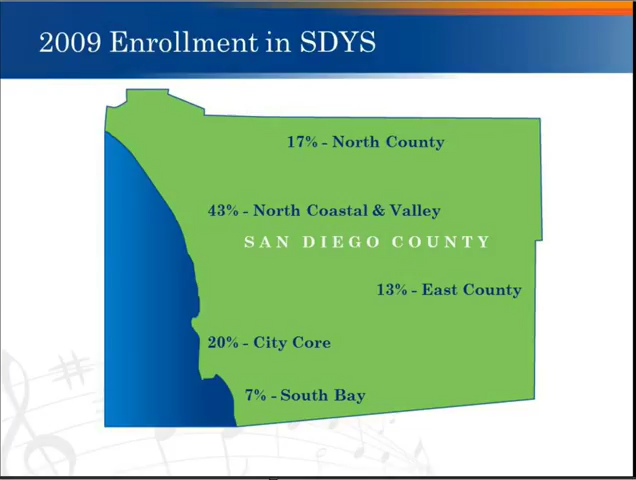 2009 Enrollment in SDYS
17% - North County
43% - North Coastal & Valley
SAN DIEGO COUNTY
13% - East County
20% - City Core
7% - South Bay